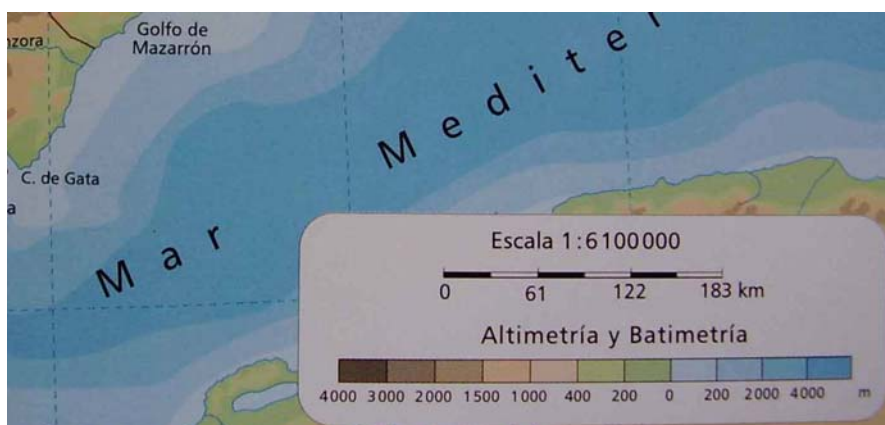 Golfo de
Mazarrón
nzora
C. de Gata
a
Mar Meditei
Escala 1:6100000
0 61 122 183 km
Altimetría y Batimetría
4000 3000 2000 1500 1000 400 200 0 200 2000 4000 m